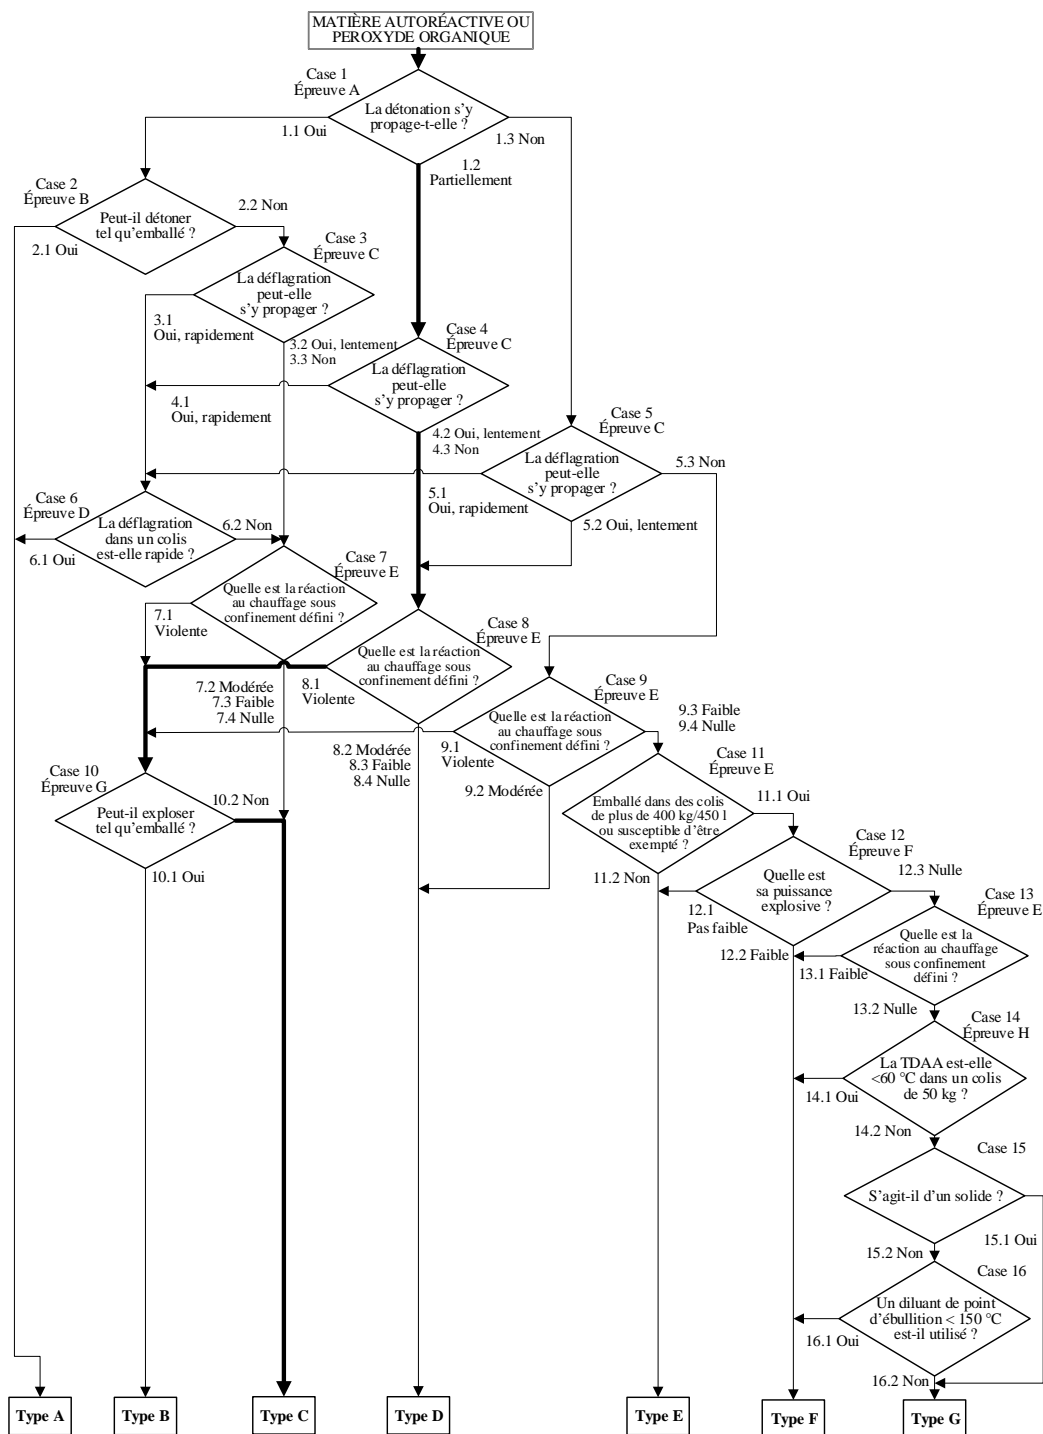 MATIÈRE AUTORÉACTIVE OU
PEROXYDE ORGANIQUE
Case 1
Épreuve A
La détonation s’y
propage-t-elle ?
1.1 Oui
1.3 Non
1.2
Partiellement
Case 2
Épreuve B
Peut-il détoner
tel qu’emballé ?
2.2 Non
2.1 Oui
Case 3
Épreuve C
La déflagration
peut-elle
s’y propager ?
3.1
Oui, rapidement
3.2 Oui, lentement
3.3 Non
Case 4
Épreuve C
La déflagration
peut-elle
s’y propager ?
4.1
Oui, rapidement
4.2 Oui, lentement
4.3 Non
Case 5
Épreuve C
La déflagration
peut-elle
s’y propager ?
5.3 Non
5.1
Oui, rapidement
5.2 Oui, lentement
Case 6
Épreuve D
La déflagration
dans un colis
est-elle rapide ?
6.2 Non
6.1 Oui
Case 7
Épreuve E
Quelle est la réaction
au chauffage sous
confinement défini ?
7.1
Violente
7.2 Modérée
7.3 Faible
7.4 Nulle
Case 8
Épreuve E
Quelle est la réaction
au chauffage sous
confinement défini ?
8.1
Violente
8.2 Modérée
8.3 Faible
8.4 Nulle
Case 9
Épreuve E
Quelle est la réaction
au chauffage sous
confinement défini ?
9.3 Faible
9.4 Nulle
9.1
Violente
9.2 Modérée
Case 10
Épreuve G
Peut-il exploser
tel qu’emballé ?
10.2 Non
10.1 Oui
Case 11
Épreuve E
Emballé dans des colis
de plus de 400 kg/450 l
ou susceptible d’être
exempté ?
11.1 Oui
11.2 Non
Case 12
Épreuve F
Quelle est
sa puissance
explosive ?
12.3 Nulle
12.1
Pas faible
12.2 Faible
Case 13
Épreuve E
Quelle est la
réaction au chauffage
sous confinement
défini ?
13.1 Faible
13.2 Nulle
Case 14
Épreuve H
La TDAA est-elle
<60 °C dans un colis
de 50 kg ?
14.1 Oui
14.2 Non
Case 15
S’agit-il d’un solide ?
15.1 Oui
15.2 Non
Case 16
Un diluant de point
d’ébullition < 150 °C
est-il utilisé ?
16.1 Oui
16.2 Non
Type A
Type B
Type C
Type D
Type E
Type F
Type G